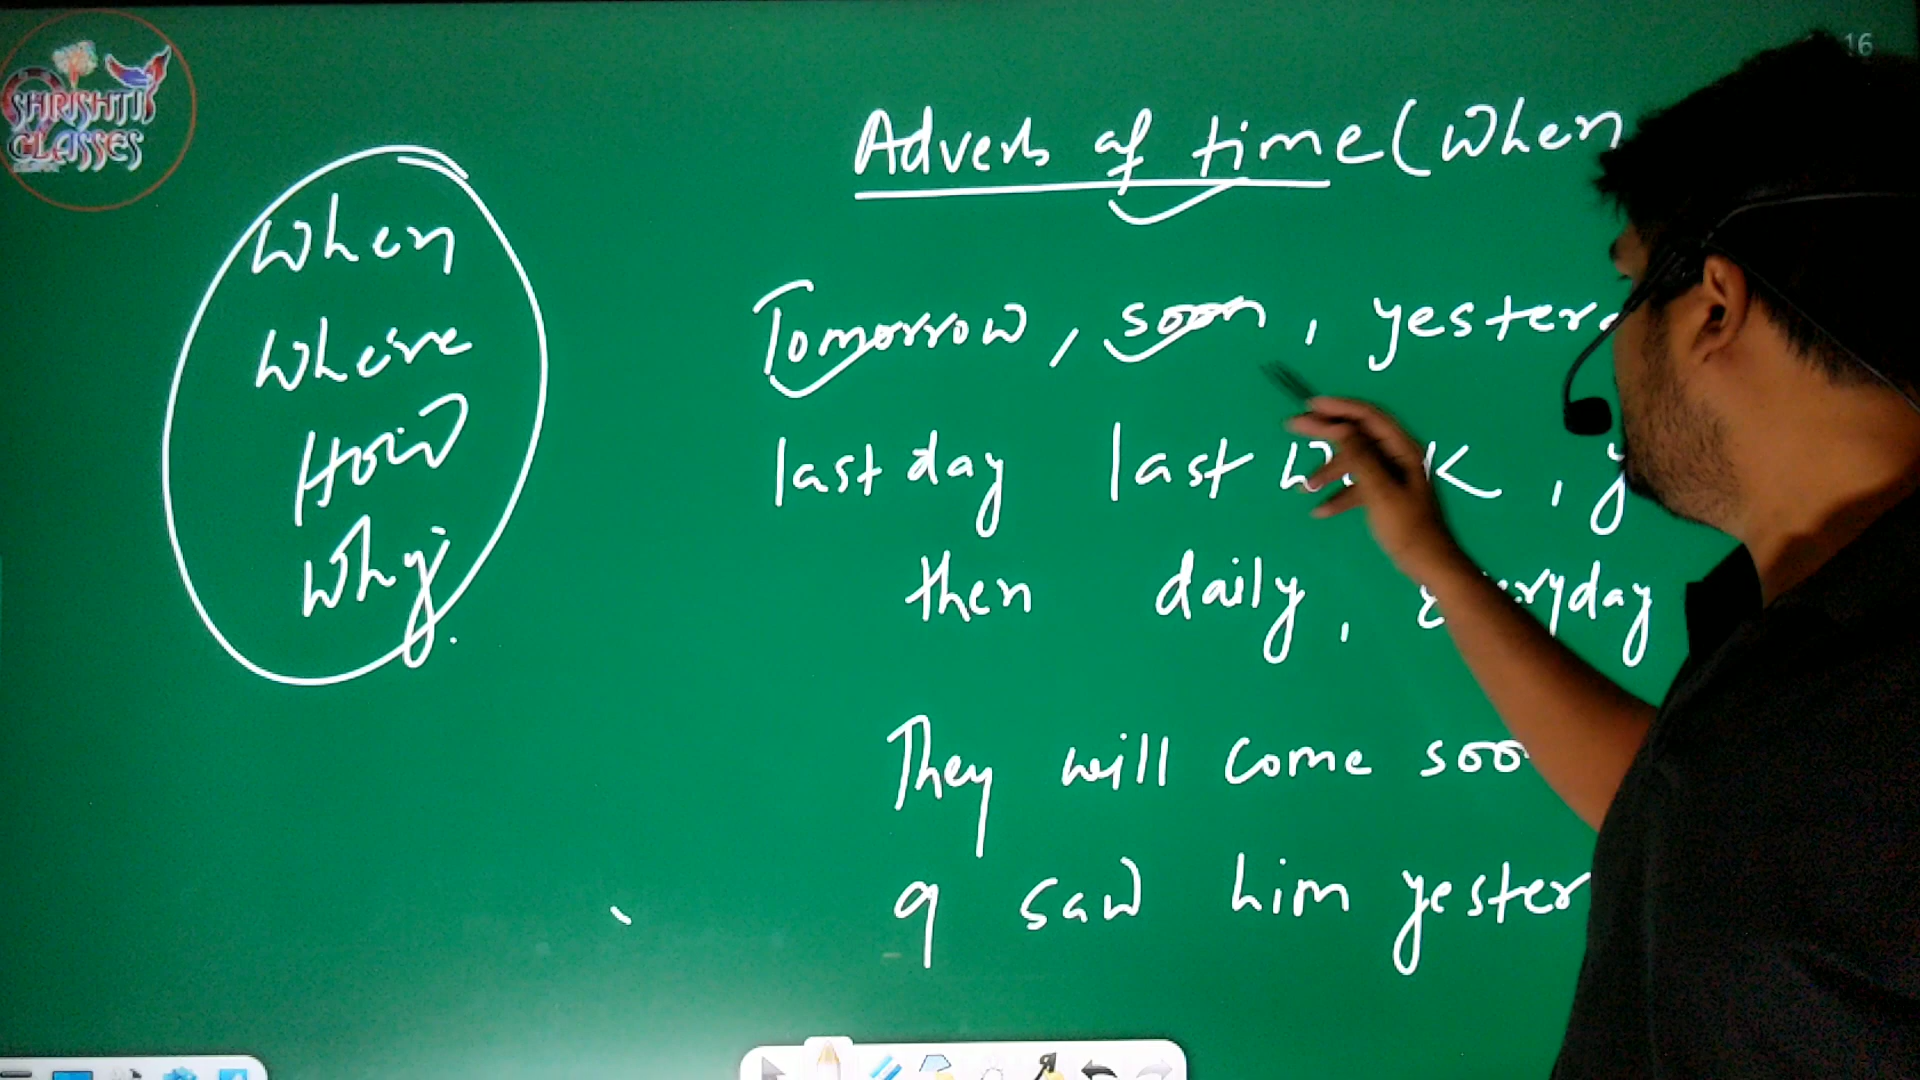 16
SHRISHTI
CLASSES
When
Where
How
Why.
Adverb of time (When
Tomorrow, soon, yester
last day last
then daily, everyday
They will come soo
I saw him yester